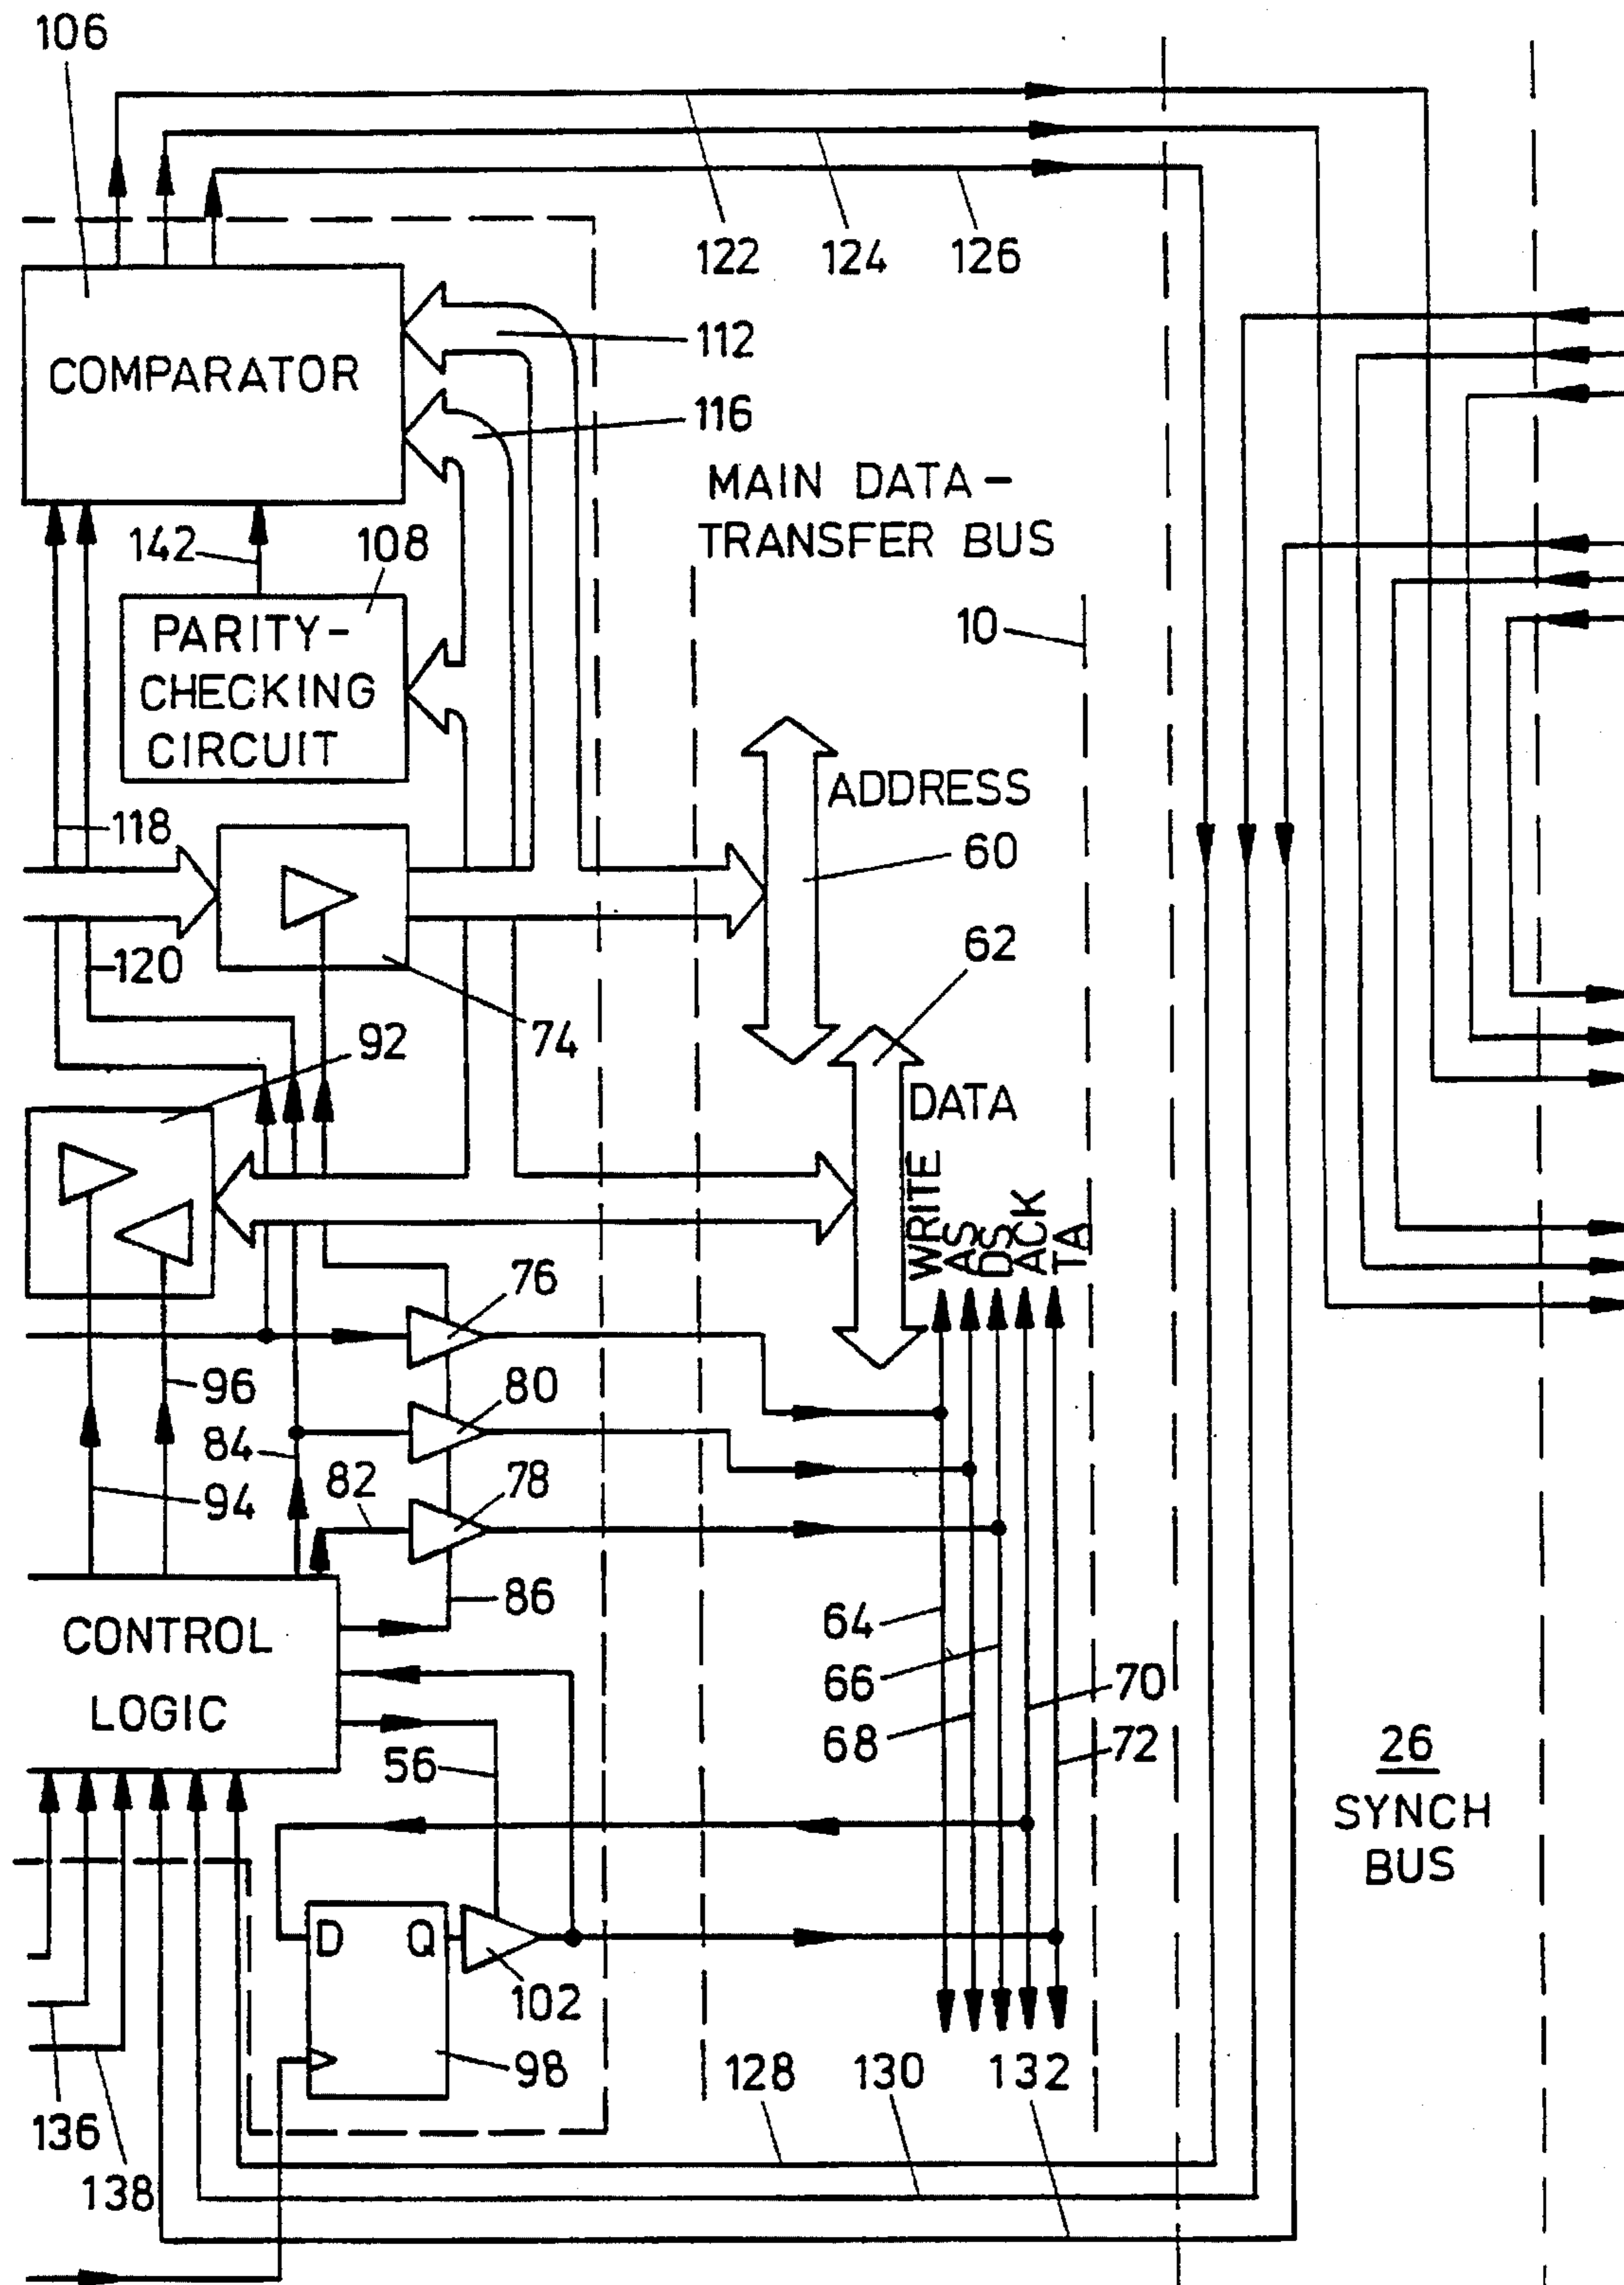 106
122
124
126
COMPARATOR
112
116
MAIN DATA-
TRANSFER BUS
142
108
PARITY-
CHECKING
CIRCUIT
10
ADDRESS
118
60
120
62
74
92
DATA
WRITE
AS
DS
ACK
TA
76
96
80
84
82
78
94
86
CONTROL
LOGIC
64
66
68
70
72
56
26
SYNCH
BUS
D
Q
102
98
128
130
132
136
138